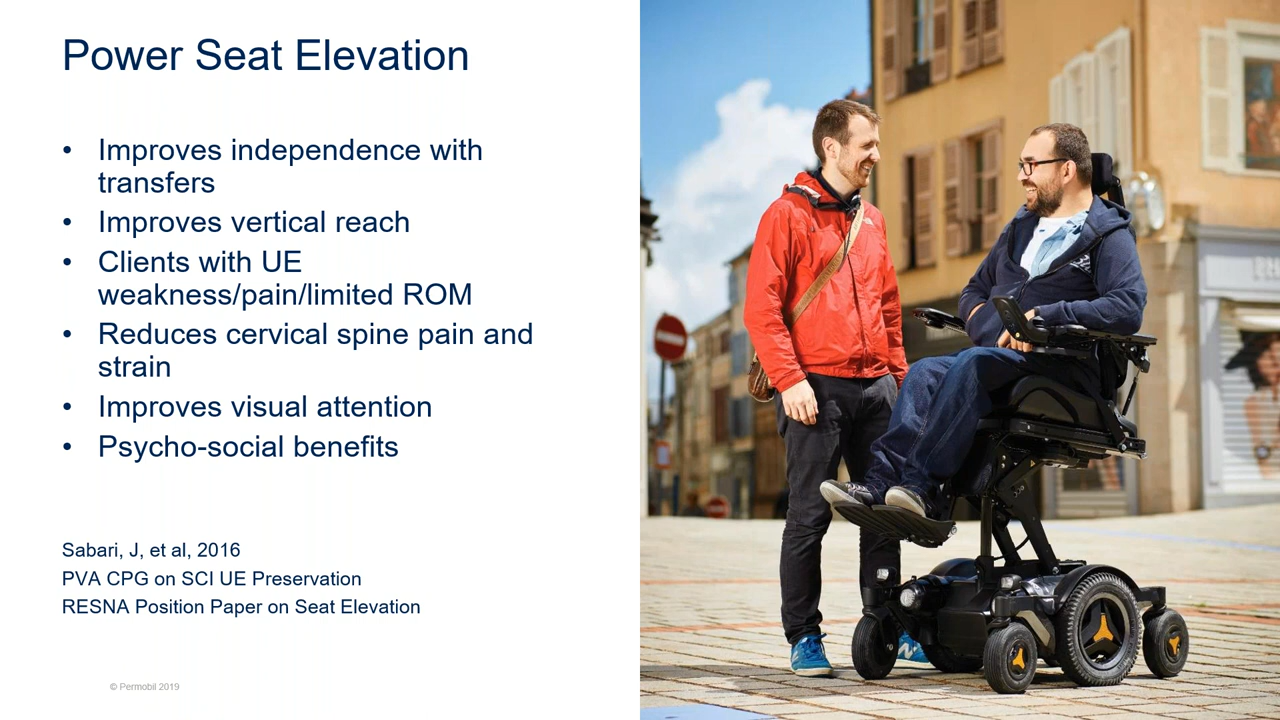 Power Seat Elevation
• Improves independence with
transfers
• Improves vertical reach
• Clients with UE
weakness/pain/limited ROM
• Reduces cervical spine pain and
strain
• Improves visual attention
• Psycho-social benefits
Sabari, J, et al, 2016
PVA CPG on SCI UE Preservation
RESNA Position Paper on Seat Elevation
© Permobil 2019